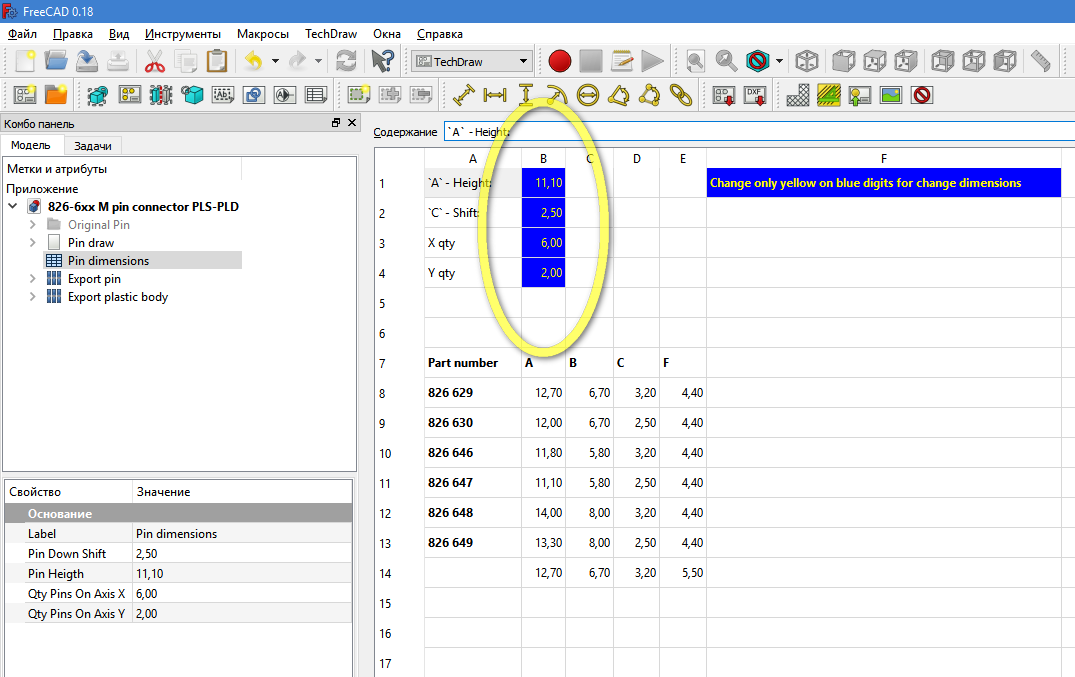 FreeCAD 0.18
Файл Правка Вид Инструменты Макросы TechDraw Окна Справка
TechDraw
DXF
Комбо панель
Модель Задачи
Метки и атрибуты
Приложение
826-6xx M pin connector PLS-PLD
Original Pin
Pin draw
Pin dimensions
Export pin
Export plastic body
Свойство Значение
Основание
Label Pin dimensions
Pin Down Shift 2,50
Pin Heigth 11,10
Qty Pins On Axis X 6,00
Qty Pins On Axis Y 2,00
Содержание `A` - Height:
A B C D E F
1 `A` - Height: 11,10 Change only yellow on blue digits for change dimensions
2 `C` - Shift: 2,50
3 X qty 6,00
4 Y qty 2,00
5
6
7 Part number A B C F
8 826 629 12,70 6,70 3,20 4,40
9 826 630 12,00 6,70 2,50 4,40
10 826 646 11,80 5,80 3,20 4,40
11 826 647 11,10 5,80 2,50 4,40
12 826 648 14,00 8,00 3,20 4,40
13 826 649 13,30 8,00 2,50 4,40
14 12,70 6,70 3,20 5,50
15
16
17